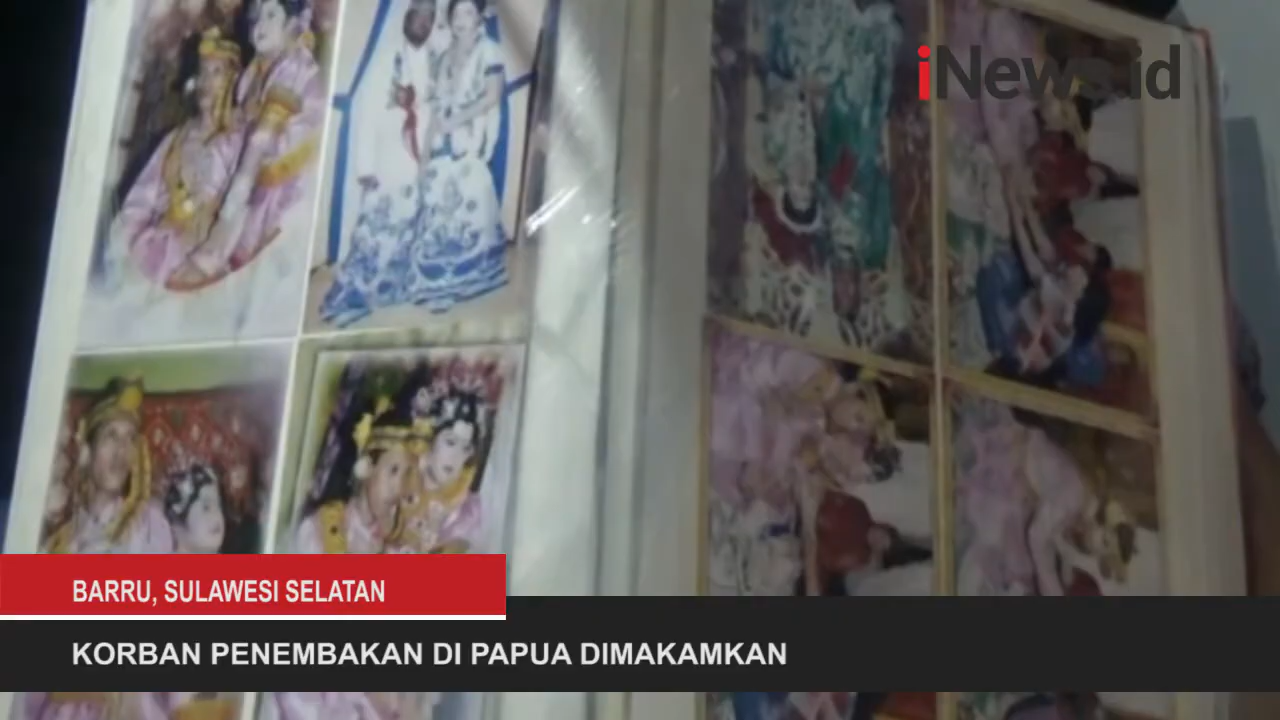 iNews.id
BARRU, SULAWESI SELATAN
KORBAN PENEMBAKAN DI PAPUA DIMAKAMKAN